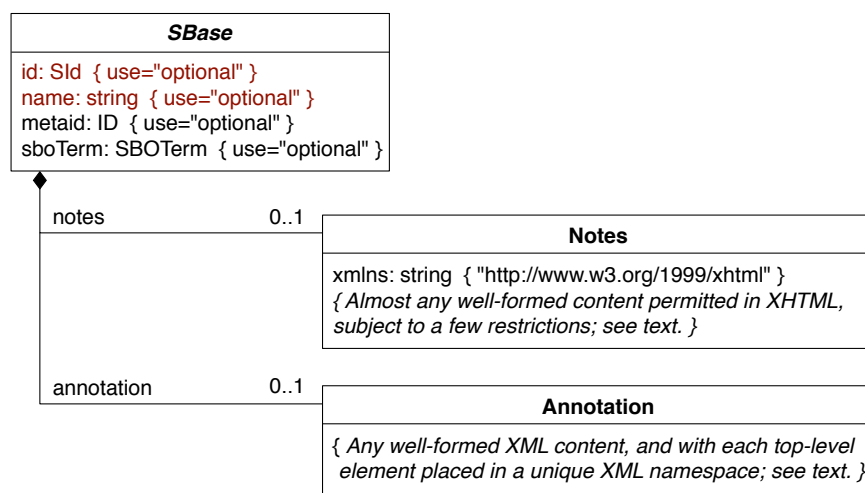 SBase
id: SId { use="optional" }
name: string { use="optional" }
metaid: ID { use="optional" }
sboTerm: SBOTerm { use="optional" }
notes 0..1
Notes
xmlns: string { "http://www.w3.org/1999/xhtml" }
{ Almost any well-formed content permitted in XHTML,
subject to a few restrictions; see text. }
annotation 0..1
Annotation
{ Any well-formed XML content, and with each top-level
element placed in a unique XML namespace; see text. }